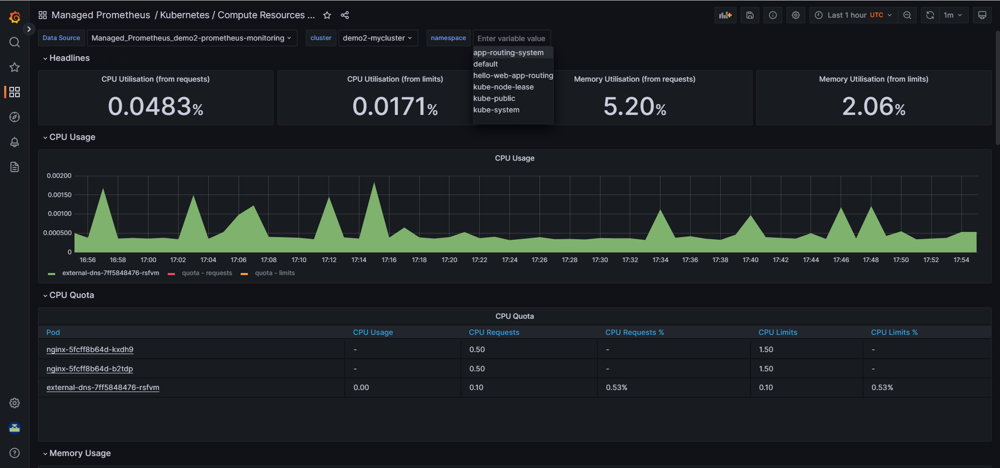 Managed Prometheus / Kubernetes / Compute Resources ...
Last 1 hour UTC
1m
Data Source Managed_Prometheus_demo2-prometheus-monitoring
cluster demo2-mycluster
namespace Enter variable value
app-routing-system
default
hello-web-app-routing
kube-node-lease
kube-public
kube-system
Headlines
CPU Utilisation (from requests)
0.0483%
CPU Utilisation (from limits)
0.0171%
Memory Utilisation (from requests)
5.20%
Memory Utilisation (from limits)
2.06%
CPU Usage
CPU Usage
0.00200
0.00150
0.00100
0.000500
0
16:56 16:58 17:00 17:02 17:04 17:06 17:08 17:10 17:12 17:14 17:16 17:18 17:20 17:22 17:24 17:26 17:28 17:30 17:32 17:34 17:36 17:38 17:40 17:42 17:44 17:46 17:48 17:50 17:52 17:54
external-dns-7ff5848476-rsfvm quota - requests quota - limits
CPU Quota
CPU Quota
Pod CPU Usage CPU Requests CPU Requests % CPU Limits CPU Limits %
nginx-5fcff8b64d-kxdh9 - 0.50 - 1.50 -
nginx-5fcff8b64d-b2tdp - 0.50 - 1.50 -
external-dns-7ff5848476-rsfvm 0.00 0.10 0.53% 0.10 0.53%
Memory Usage